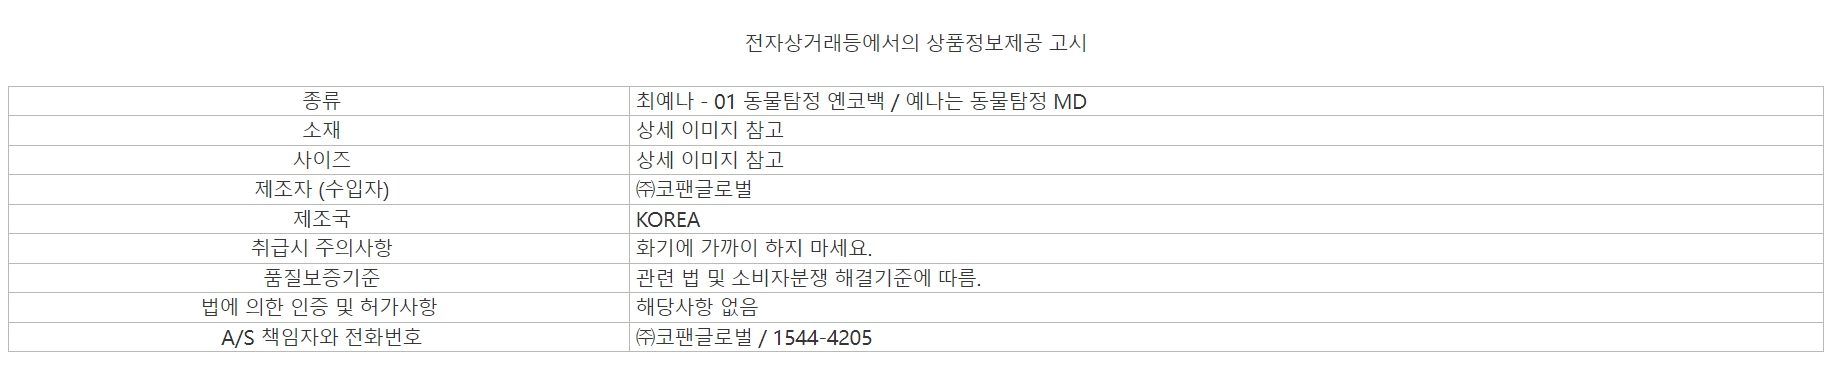 전자상거래등에서의 상품정보제공 고시
종류 최예나 - 01 동물탐정 옌코백 / 예나는 동물탐정 MD
소재 상세 이미지 참고
사이즈 상세 이미지 참고
제조자 (수입자) ㈜코팬글로벌
제조국 KOREA
취급시 주의사항 화기에 가까이 하지 마세요.
품질보증기준 관련 법 및 소비자분쟁 해결기준에 따름.
법에 의한 인증 및 허가사항 해당사항 없음
A/S 책임자와 전화번호 ㈜코팬글로벌 / 1544-4205